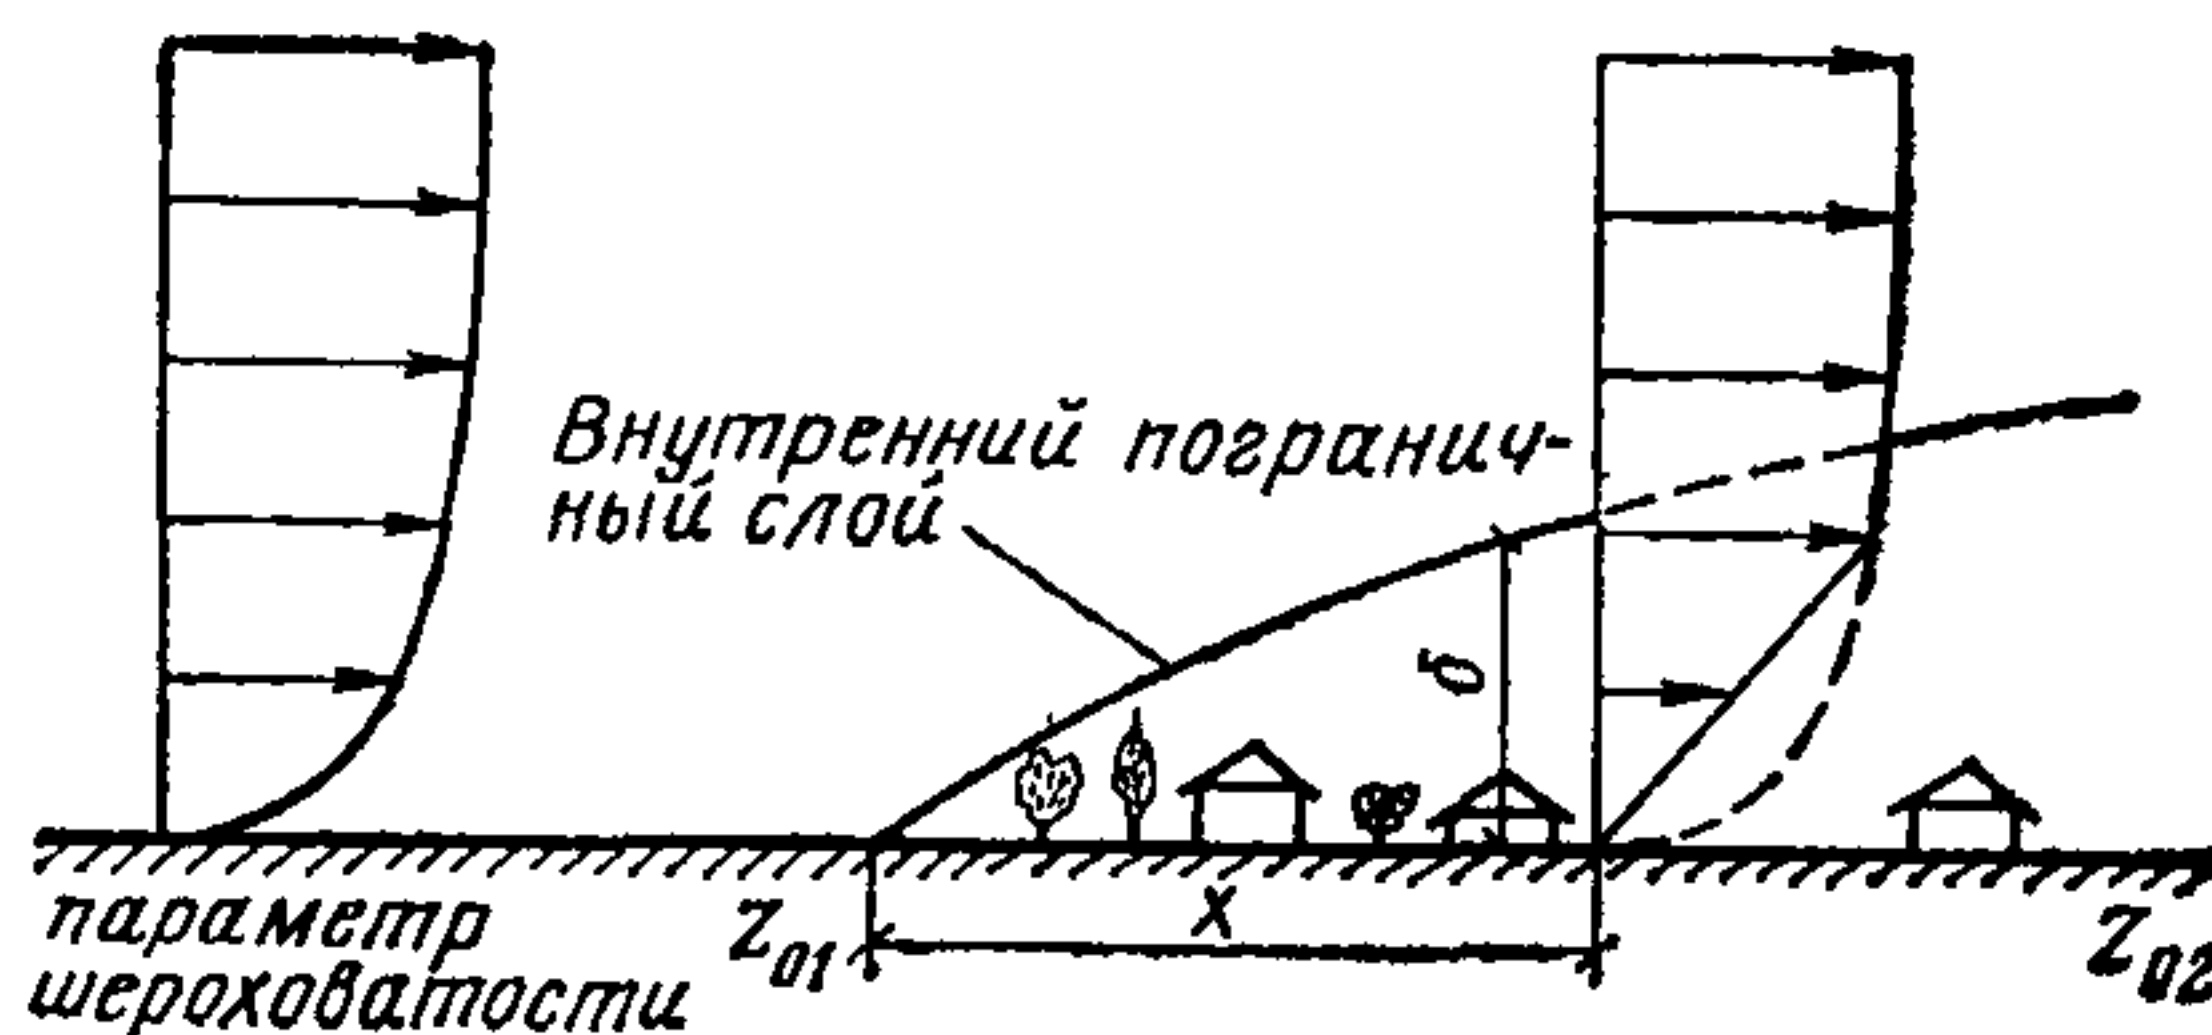 Внутренний погранич-
ный слой
δ
x
параметр
шероховатости
Z01
Z02